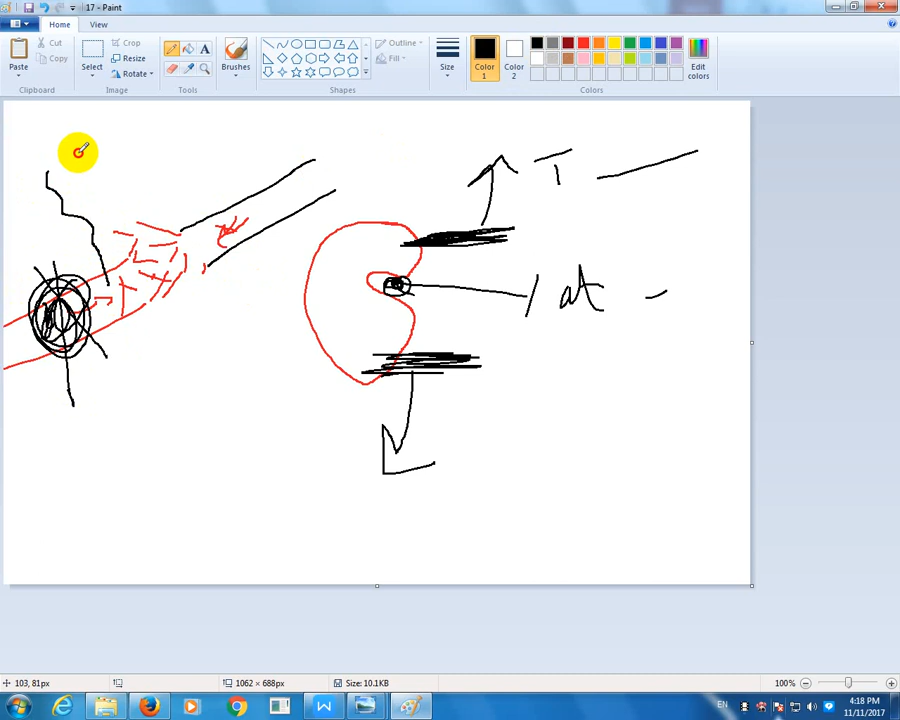 17 - Paint
Home
View
Paste
Cut
Copy
Clipboard
Select
Crop
Resize
Rotate
Image
A
Tools
Brushes
Outline
Fill
Shapes
Size
Color 1
Color 2
Edit colors
Colors
T
1 at
103, 81px
1062 × 688px
Size: 10.1KB
100%
W
EN
4:18 PM
11/11/2017